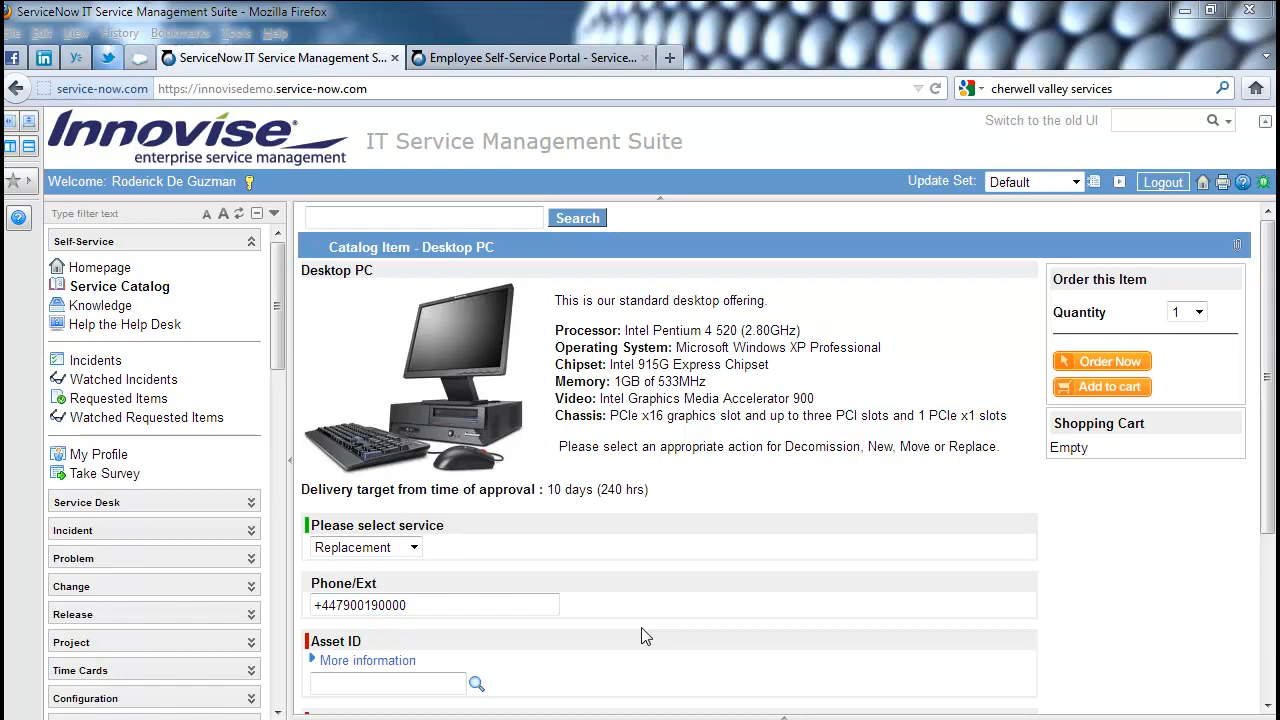 ServiceNow IT Service Management Suite - Mozilla Firefox
File Edit View History Bookmarks Tools Help
ServiceNow IT Service Management S... Employee Self-Service Portal - Service...
service-now.com https://innovisedemo.service-now.com cherwell valley services
Innovise®
enterprise service management
IT Service Management Suite
Switch to the old UI
Welcome: Roderick De Guzman
Update Set: Default Logout
Type filter text
Self-Service
Homepage
Service Catalog
Knowledge
Help the Help Desk
Incidents
Watched Incidents
Requested Items
Watched Requested Items
My Profile
Take Survey
Service Desk
Incident
Problem
Change
Release
Project
Time Cards
Configuration
Search
Catalog Item - Desktop PC
Desktop PC
This is our standard desktop offering.
Processor: Intel Pentium 4 520 (2.80GHz)
Operating System: Microsoft Windows XP Professional
Chipset: Intel 915G Express Chipset
Memory: 1GB of 533MHz
Video: Intel Graphics Media Accelerator 900
Chassis: PCIe x16 graphics slot and up to three PCI slots and 1 PCIe x1 slots
Please select an appropriate action for Decomission, New, Move or Replace.
Delivery target from time of approval : 10 days (240 hrs)
Please select service
Replacement
Phone/Ext
+447900190000
Asset ID
More information
Order this Item
Quantity 1
Order Now
Add to cart
Shopping Cart
Empty